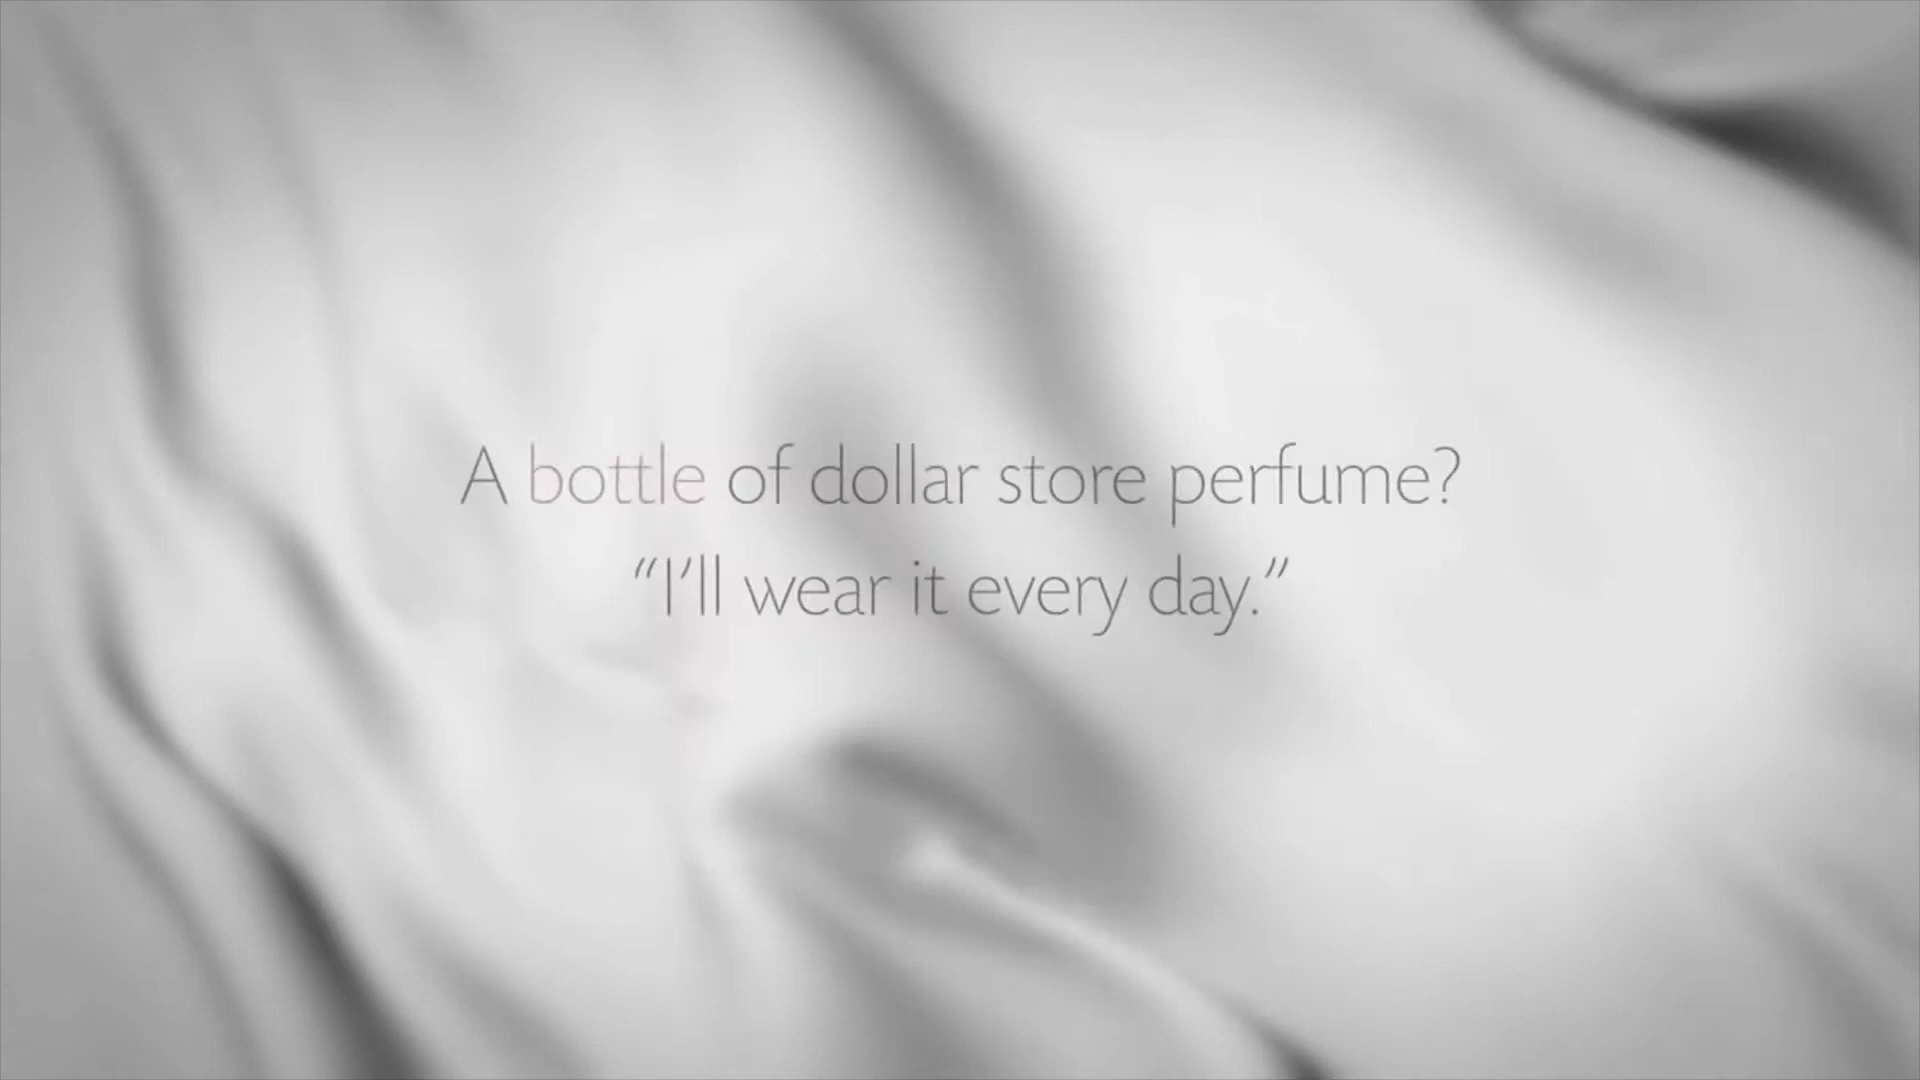 A bottle of dollar store perfume?
“I’ll wear it every day.”